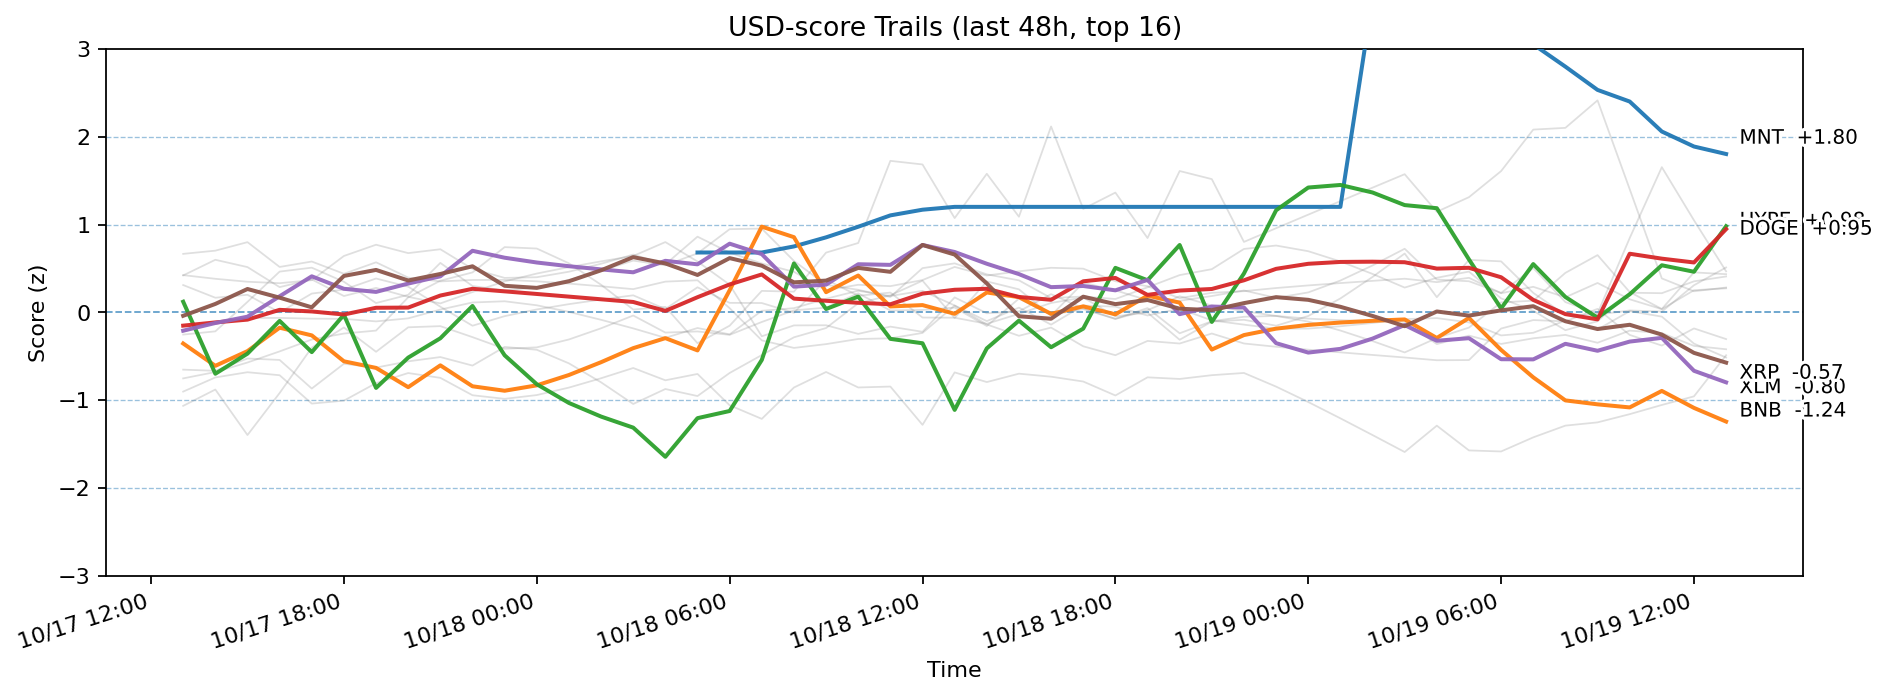 USD-score Trails (last 48h, top 16)
Score (z)
3
2
1
0
−1
−2
−3
MNT +1.80
DOGE +0.95
XRP -0.57
XLM -0.80
BNB -1.24
10/17 12:00
10/17 18:00
10/18 00:00
10/18 06:00
10/18 12:00
10/18 18:00
10/19 00:00
10/19 06:00
10/19 12:00
Time